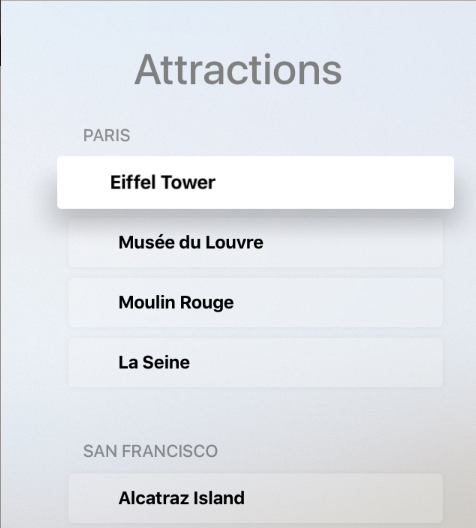 Attractions
PARIS
Eiffel Tower
Musée du Louvre
Moulin Rouge
La Seine
SAN FRANCISCO
Alcatraz Island